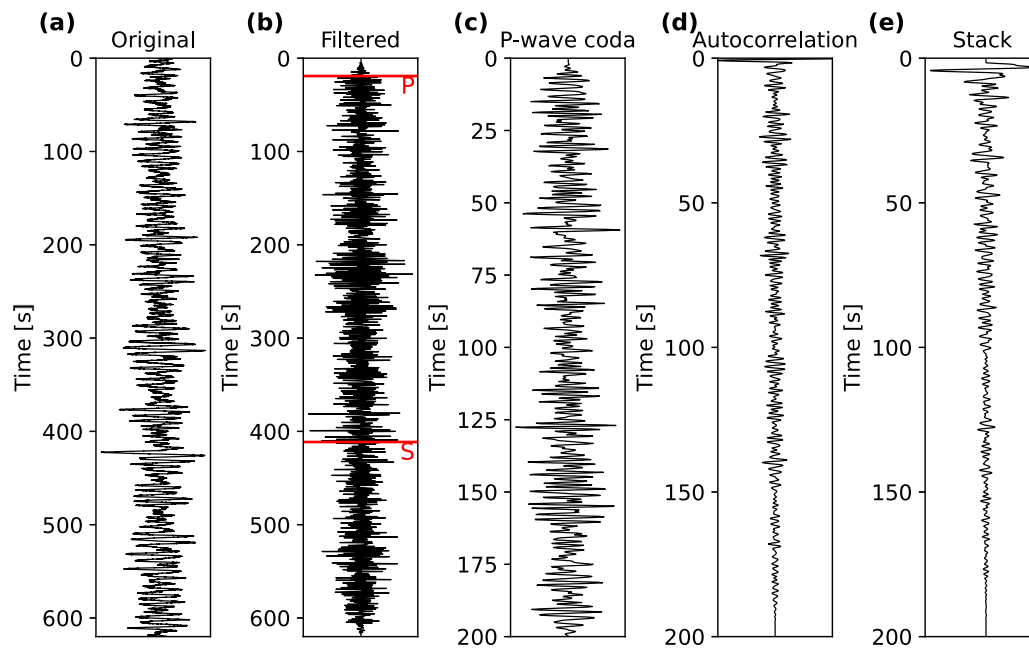 (a) (b) (c) (d) (e)
Original Filtered P-wave coda Autocorrelation Stack
0 0 0 0 0
P
25
100 100 50 50
50
200 200 75
300 300 100 100 100
125
400 400
S
500 500 150 150 150
175
600 600 200 200 200
Time [s] Time [s] Time [s] Time [s] Time [s]